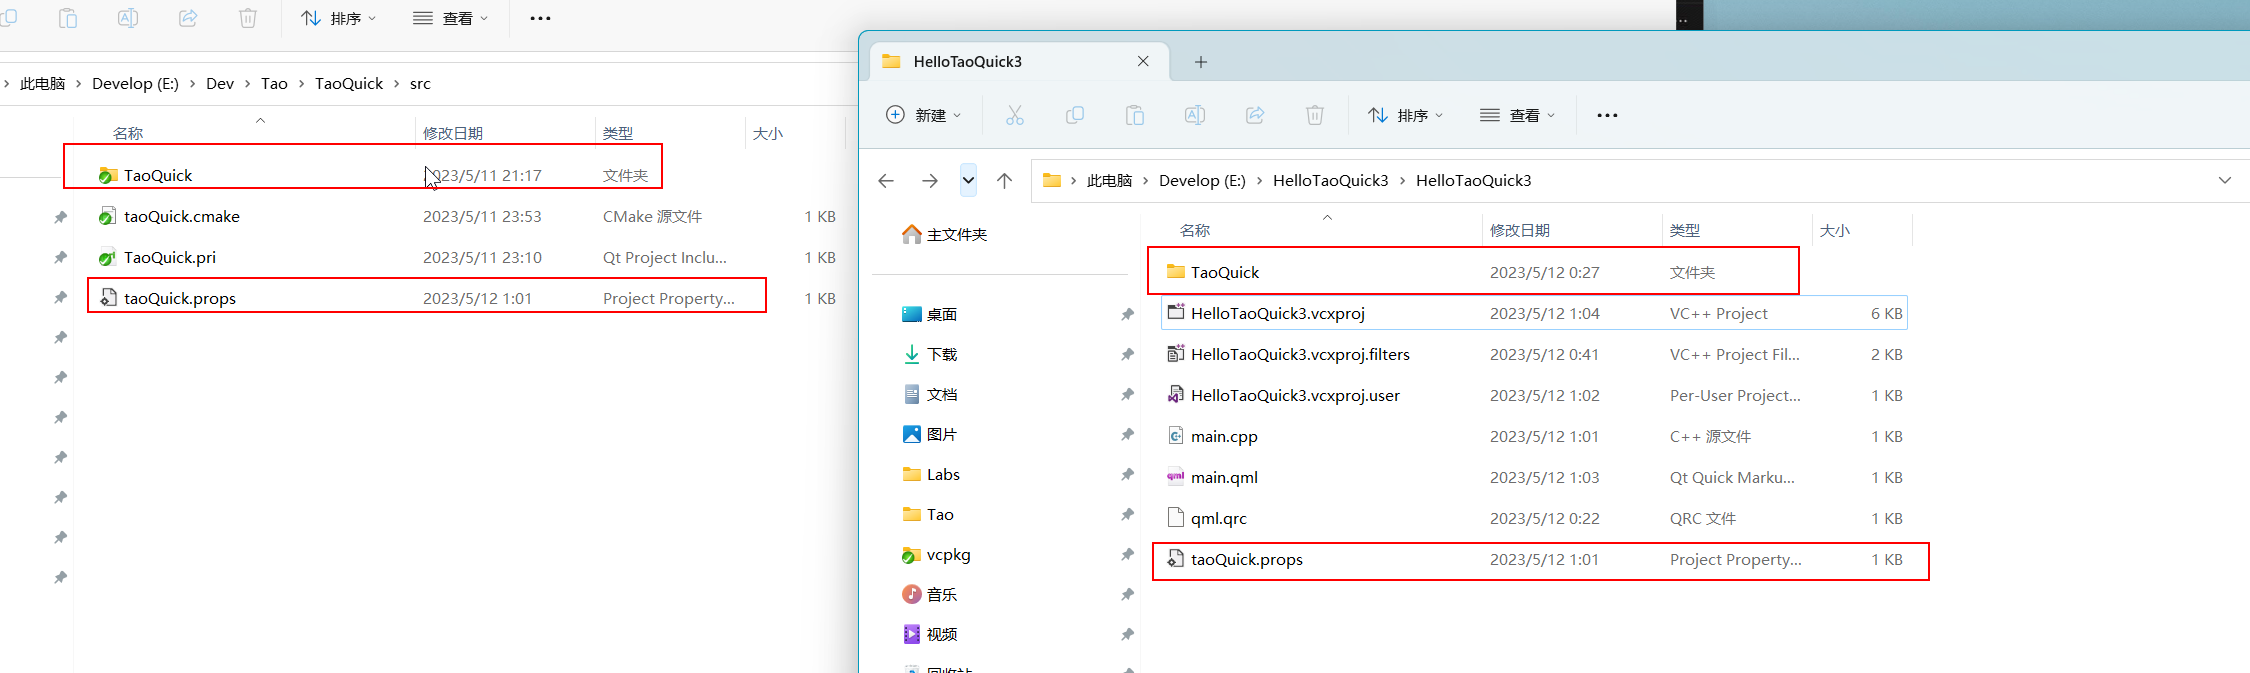 排序
查看
此电脑 > Develop (E:) > Dev > Tao > TaoQuick > src
名称 修改日期 类型 大小
TaoQuick 2023/5/11 21:17 文件夹
taoQuick.cmake 2023/5/11 23:53 CMake 源文件 1 KB
TaoQuick.pri 2023/5/11 23:10 Qt Project Inclu... 1 KB
taoQuick.props 2023/5/12 1:01 Project Property... 1 KB
HelloTaoQuick3
新建 排序 查看
此电脑 > Develop (E:) > HelloTaoQuick3 > HelloTaoQuick3
主文件夹
桌面
下载
文档
图片
Labs
Tao
vcpkg
音乐
视频
回收站
名称 修改日期 类型 大小
TaoQuick 2023/5/12 0:27 文件夹
HelloTaoQuick3.vcxproj 2023/5/12 1:04 VC++ Project 6 KB
HelloTaoQuick3.vcxproj.filters 2023/5/12 0:41 VC++ Project Fil... 2 KB
HelloTaoQuick3.vcxproj.user 2023/5/12 1:02 Per-User Project... 1 KB
main.cpp 2023/5/12 1:01 C++ 源文件 1 KB
main.qml 2023/5/12 1:03 Qt Quick Marku... 1 KB
qml.qrc 2023/5/12 0:22 QRC 文件 1 KB
taoQuick.props 2023/5/12 1:01 Project Property... 1 KB